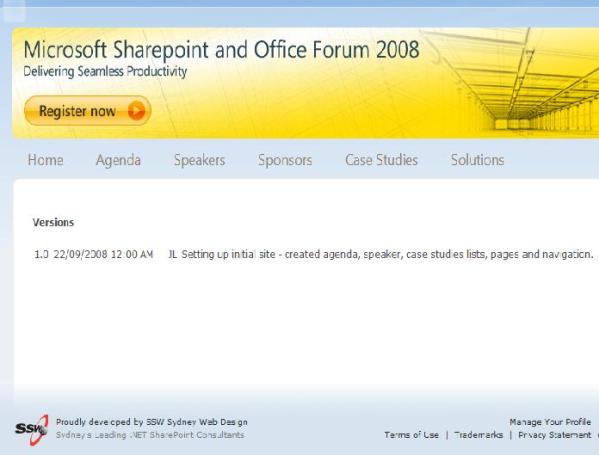 Microsoft Sharepoint and Office Forum 2008
Delivering Seamless Productivity
Register now
Home Agenda Speakers Sponsors Case Studies Solutions
Versions
1.0 22/09/2008 12:00 AM JL Setting up initial site - created agenda, speaker, case studies lists, pages and navigation.
SSW Proudly developed by SSW Sydney Web Design Manage Your Profile
Sydney's Leading .NET SharePoint Consultants Terms of Use | Trademarks | Privacy Statement